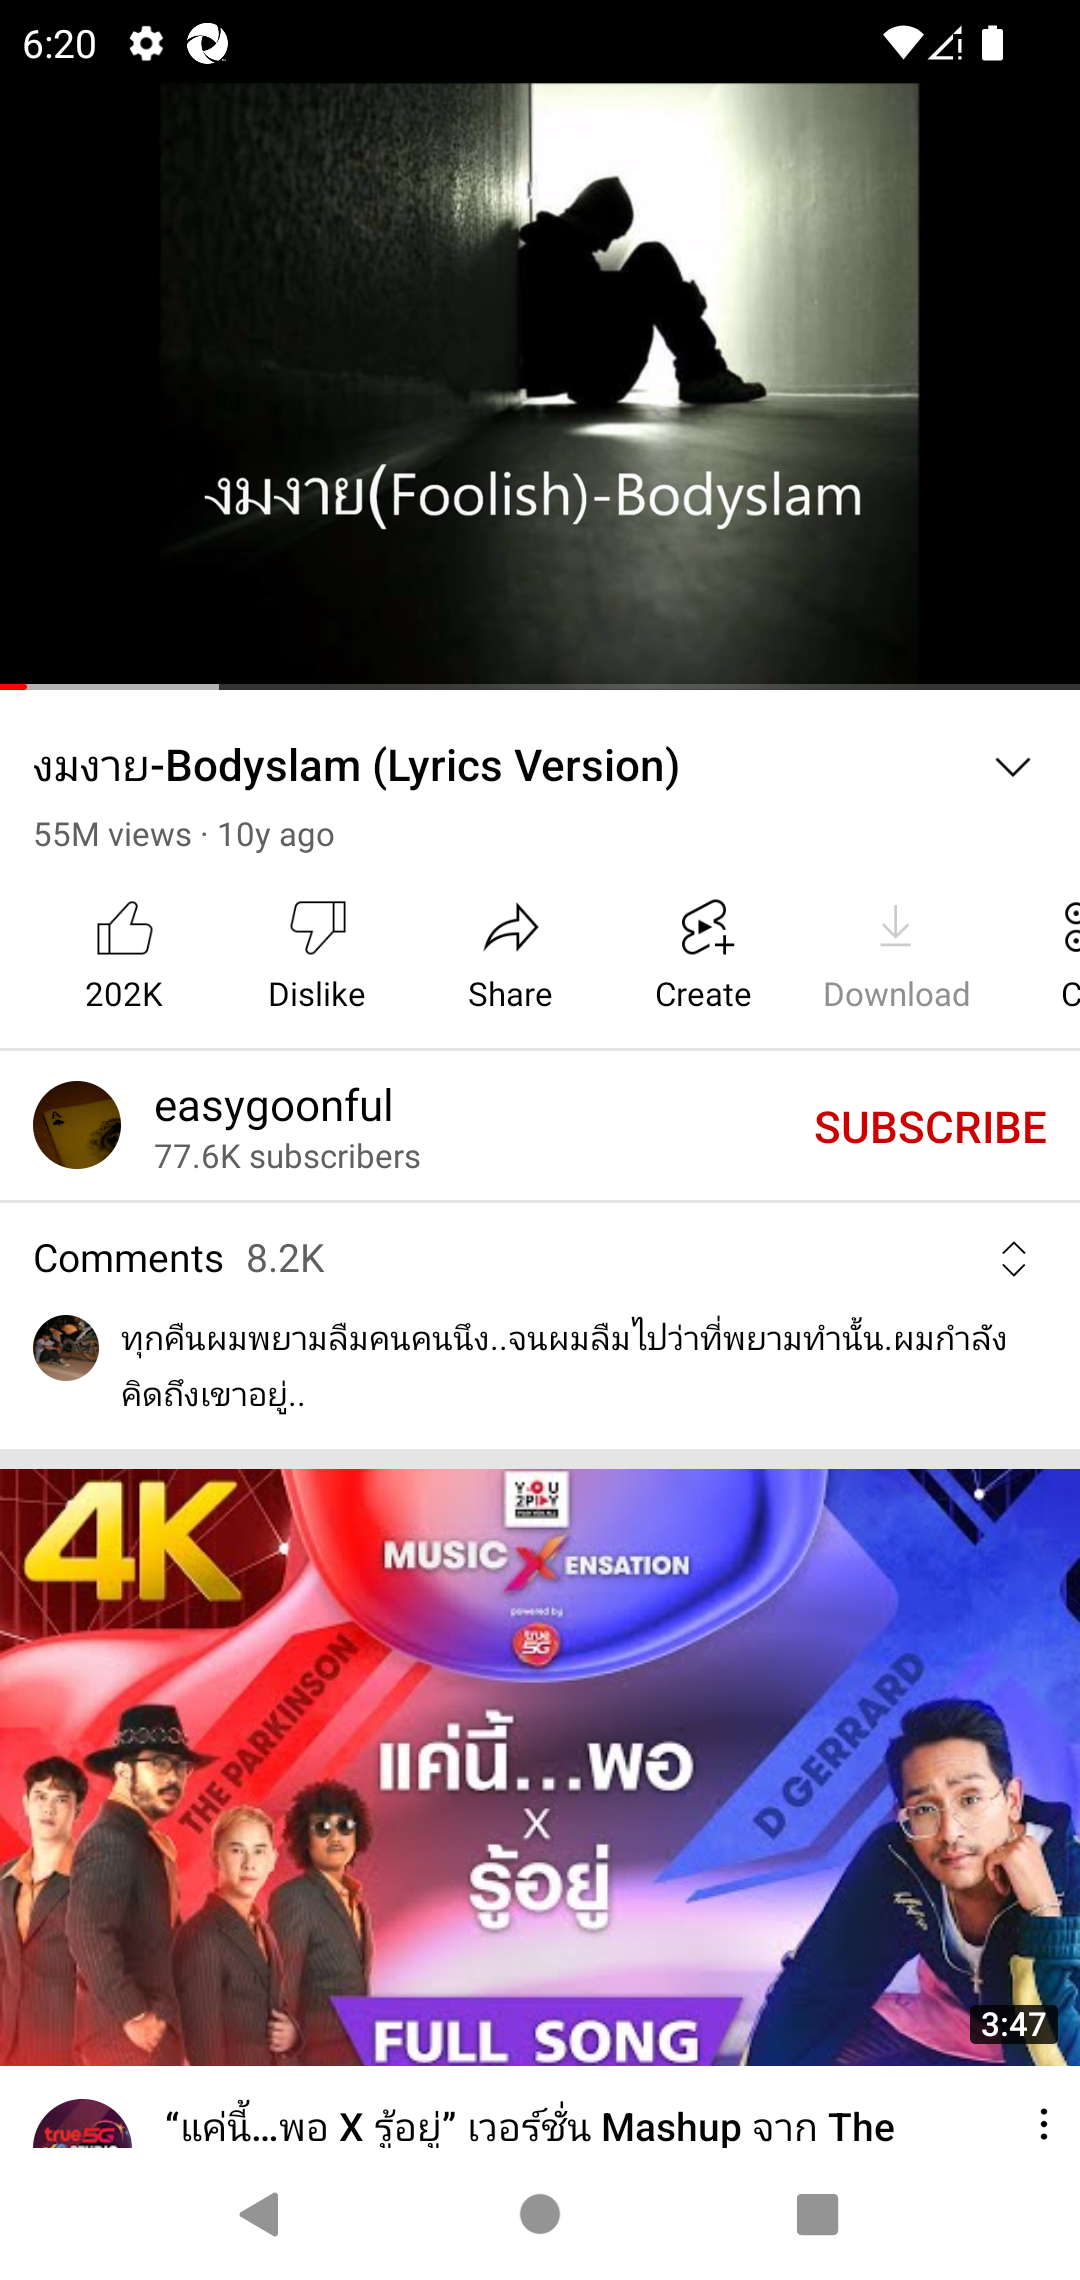 6:20
งมงาย(Foolish)-Bodyslam
งมงาย-Bodyslam (Lyrics Version)
55M views · 10y ago
202K
Dislike
Share
Create
Download
C
easygoonful
77.6K subscribers
SUBSCRIBE
Comments 8.2K
ทุกคืนผมพยามลืมคนคนนึง..จนผมลืมไปว่าที่พยามทำนั้น.ผมกำลัง
คิดถึงเขาอยู่..
4K
YOU
2PLAY
MUSIC X ENSATION
powered by
true
5G
THE PARKINSON
D GERRARD
แค่นี้...พอ
X
รู้อยู่
FULL SONG
3:47
true5G
“แค่นี้...พอ X รู้อยู่” เวอร์ชั่น Mashup จาก The